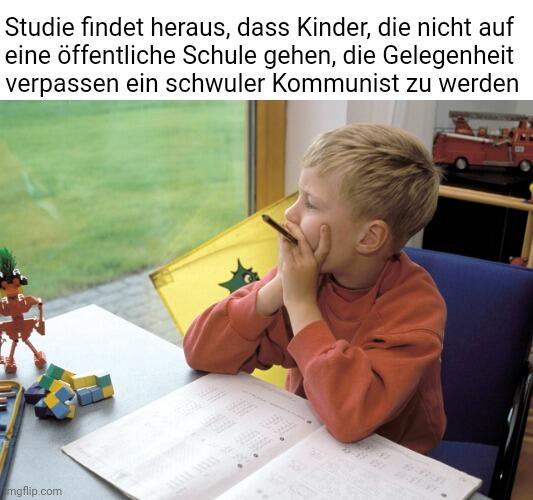 Studie findet heraus, dass Kinder, die nicht auf
eine öffentliche Schule gehen, die Gelegenheit
verpassen ein schwuler Kommunist zu werden
mgflip.com